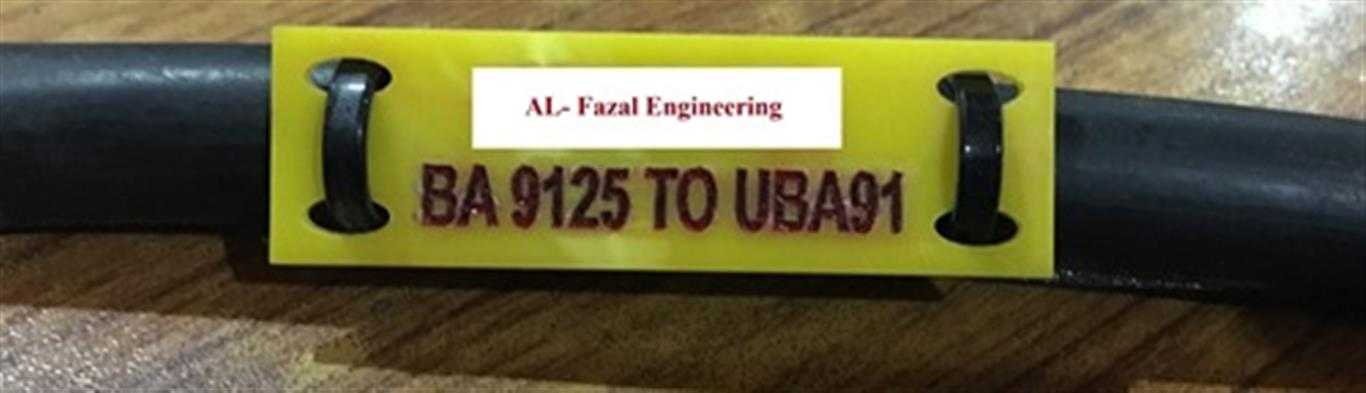 AL- Fazal Engineering
BA 9125 TO UBA91